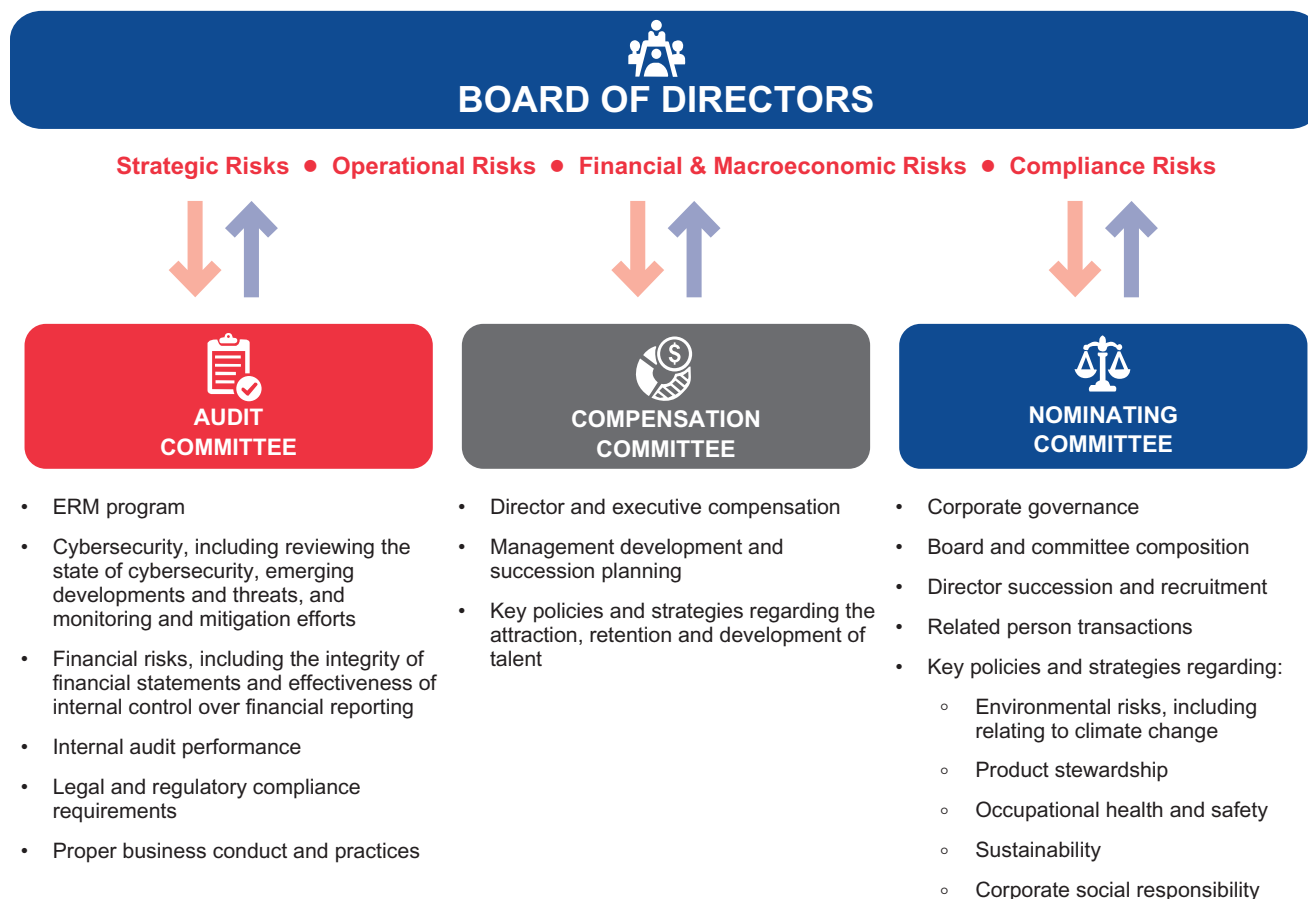 BOARD OF DIRECTORS
Strategic Risks ● Operational Risks ● Financial & Macroeconomic Risks ● Compliance Risks
AUDIT
COMMITTEE
• ERM program
• Cybersecurity, including reviewing the
state of cybersecurity, emerging
developments and threats, and
monitoring and mitigation efforts
• Financial risks, including the integrity of
financial statements and effectiveness of
internal control over financial reporting
• Internal audit performance
• Legal and regulatory compliance
requirements
• Proper business conduct and practices
$
COMPENSATION
COMMITTEE
• Director and executive compensation
• Management development and
succession planning
• Key policies and strategies regarding the
attraction, retention and development of
talent
NOMINATING
COMMITTEE
• Corporate governance
• Board and committee composition
• Director succession and recruitment
• Related person transactions
• Key policies and strategies regarding:
◦ Environmental risks, including
relating to climate change
◦ Product stewardship
◦ Occupational health and safety
◦ Sustainability
◦ Corporate social responsibility